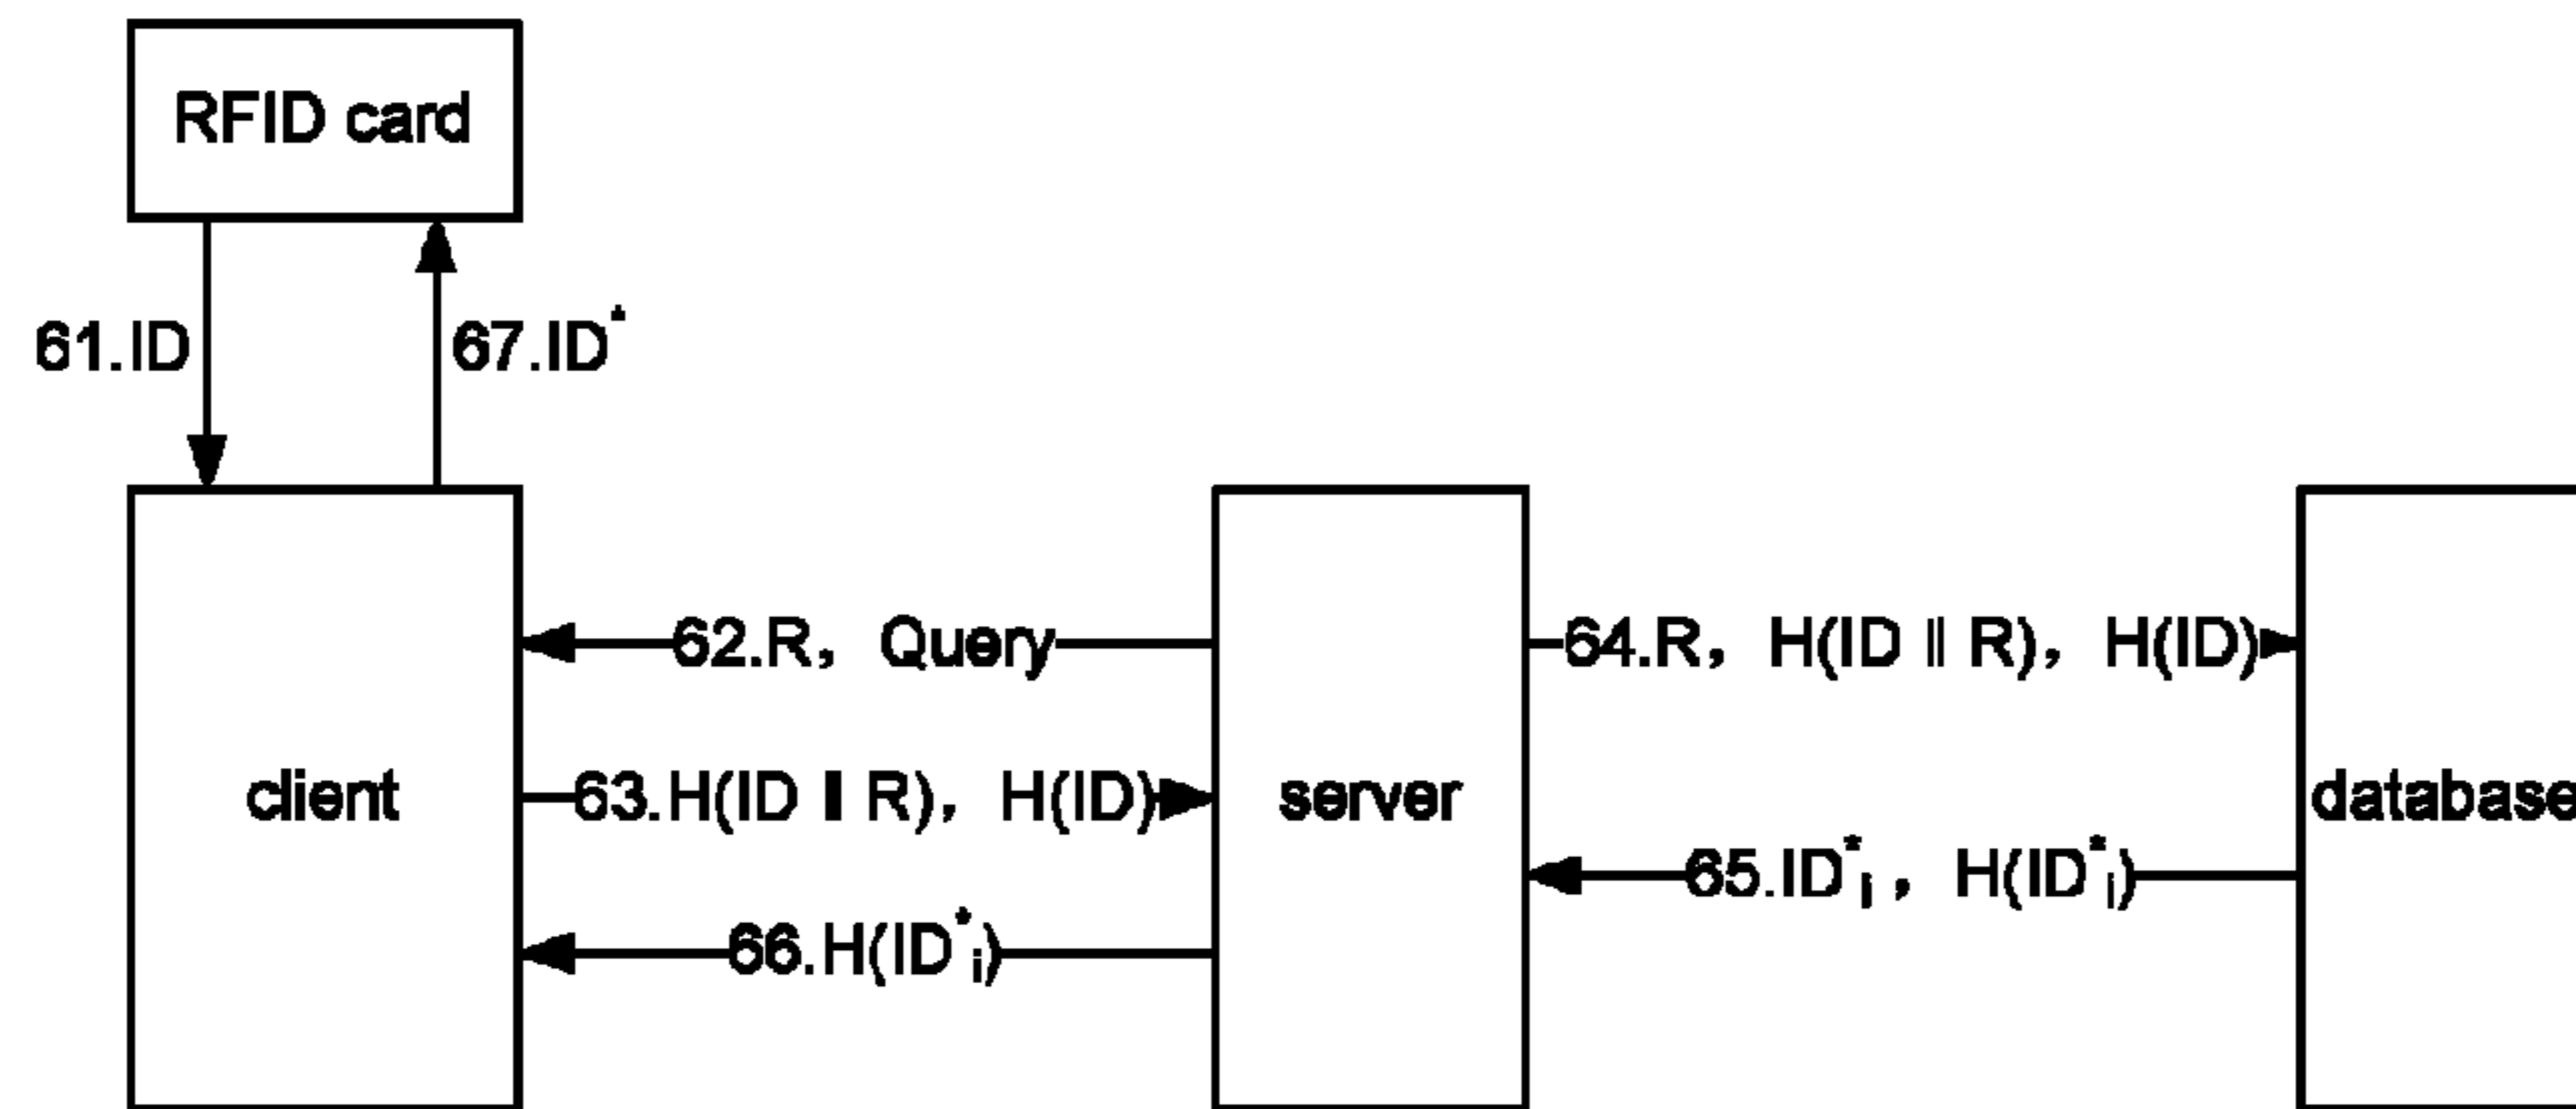 RFID card
61.ID
67.ID*
62.R, Query
64.R, H(ID ‖ R), H(ID)
client
63.H(ID ‖ R), H(ID)
server
database
65.ID*i, H(ID*i)
66.H(ID*i)